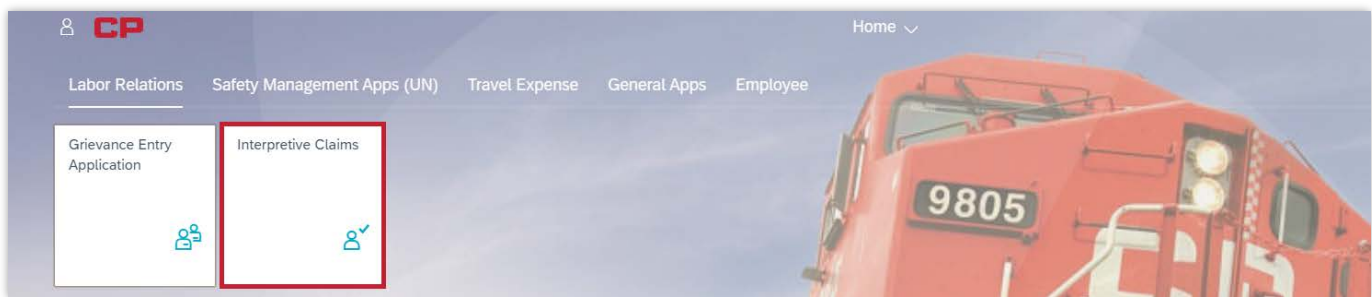 CP
Home
Labor Relations Safety Management Apps (UN) Travel Expense General Apps Employee
Grievance Entry
Application
Interpretive Claims
9805